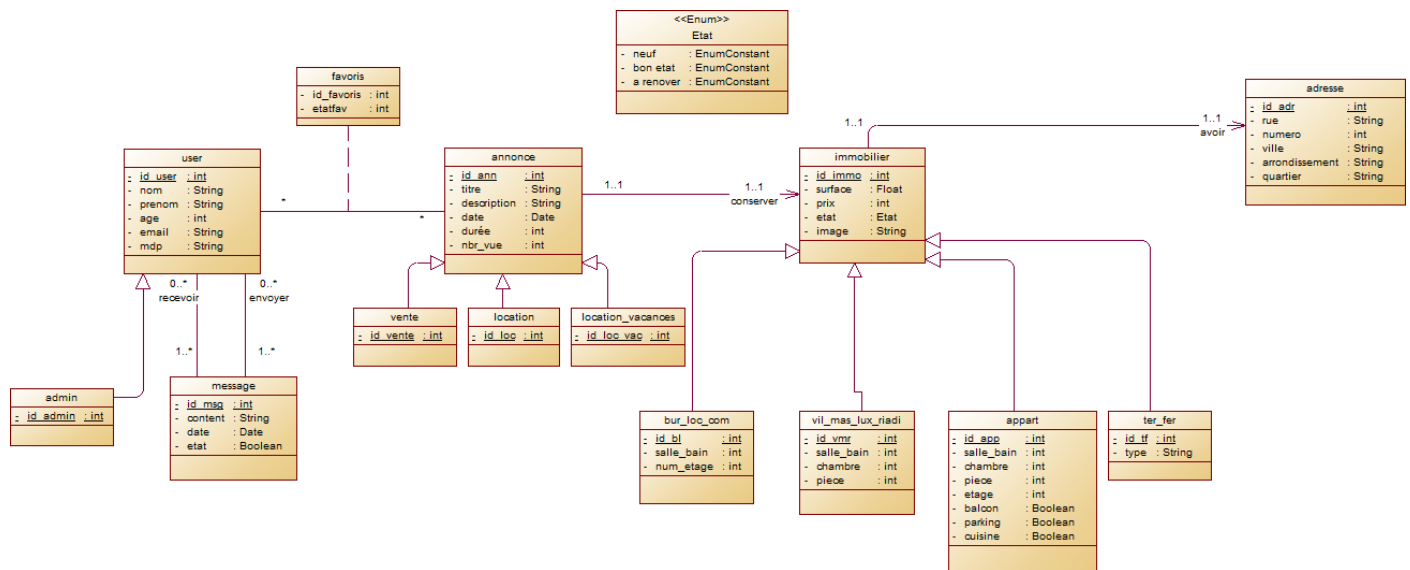 <<Enum>>
Etat
- neuf : EnumConstant
- bon etat : EnumConstant
- a renover : EnumConstant
favoris
- id_favoris : int
- etatfav : int
adresse
- id_adr : int
- rue : String
- numero : int
- ville : String
- arrondissement : String
- quartier : String
1..1
1..1
avoir
user
- id_user : int
- nom : String
- prenom : String
- age : int
- email : String
- mdp : String
*
*
annonce
- id_ann : int
- titre : String
- description : String
- date : Date
- durée : int
- nbr_vue : int
1..1
1..1
conserver
immobilier
- id_immo : int
- surface : Float
- prix : int
- etat : Etat
- image : String
0..*
recevoir
0..*
envoyer
1..*
1..*
vente
- id_vente : int
location
- id_loc : int
location_vacances
- id_loc_vac : int
admin
- id_admin : int
message
- id_msg : int
- content : String
- date : Date
- etat : Boolean
bur_loc_com
- id_bl : int
- salle_bain : int
- num_etage : int
vil_mas_lux_riadi
- id_vmr : int
- salle_bain : int
- chambre : int
- piece : int
appart
- id_app : int
- salle_bain : int
- chambre : int
- piece : int
- etage : int
- balcon : Boolean
- parking : Boolean
- cuisine : Boolean
ter_fer
- id_tf : int
- type : String